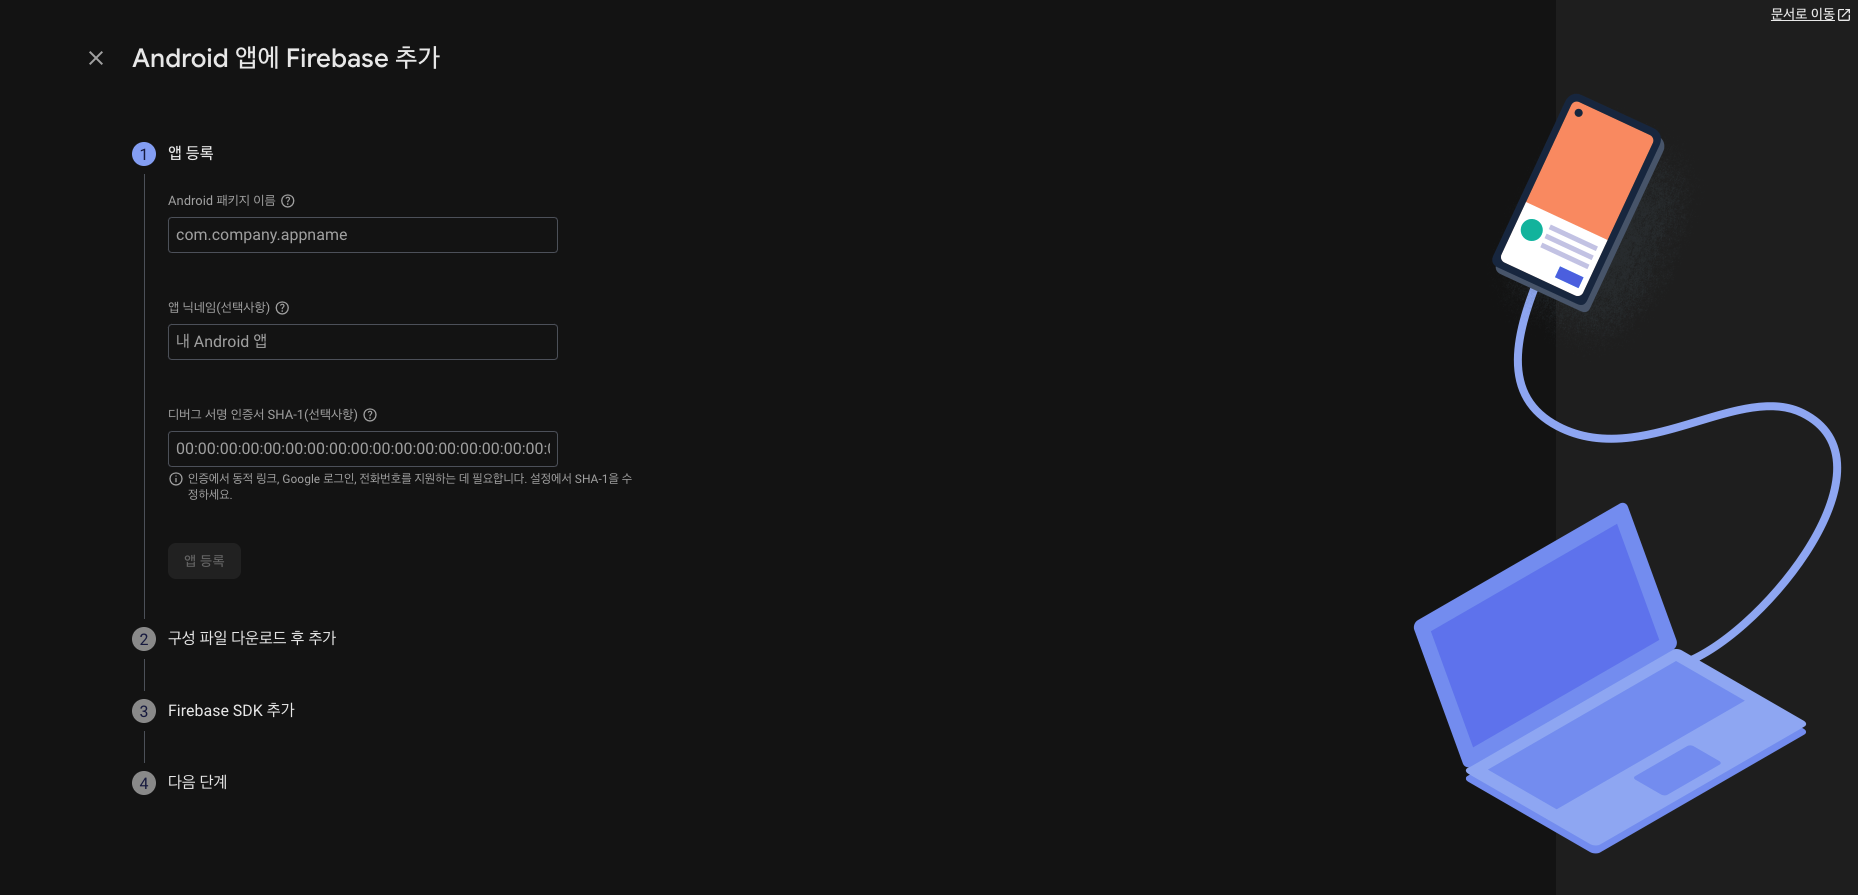 문서로 이동
Android 앱에 Firebase 추가
1 앱 등록
Android 패키지 이름
com.company.appname
앱 닉네임(선택사항)
내 Android 앱
디버그 서명 인증서 SHA-1(선택사항)
00:00:00:00:00:00:00:00:00:00:00:00:00:00:00:00:00:
인증에서 동적 링크, Google 로그인, 전화번호를 지원하는 데 필요합니다. 설정에서 SHA-1을 수
정하세요.
앱 등록
2 구성 파일 다운로드 후 추가
3 Firebase SDK 추가
4 다음 단계